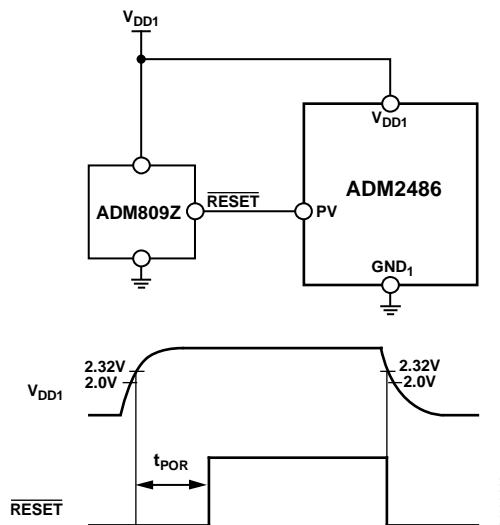 VDD1
VDD1
ADM2486
ADM809Z
RESET
PV
GND1
2.32V
2.0V
2.32V
2.0V
VDD1
tPOR
RESET